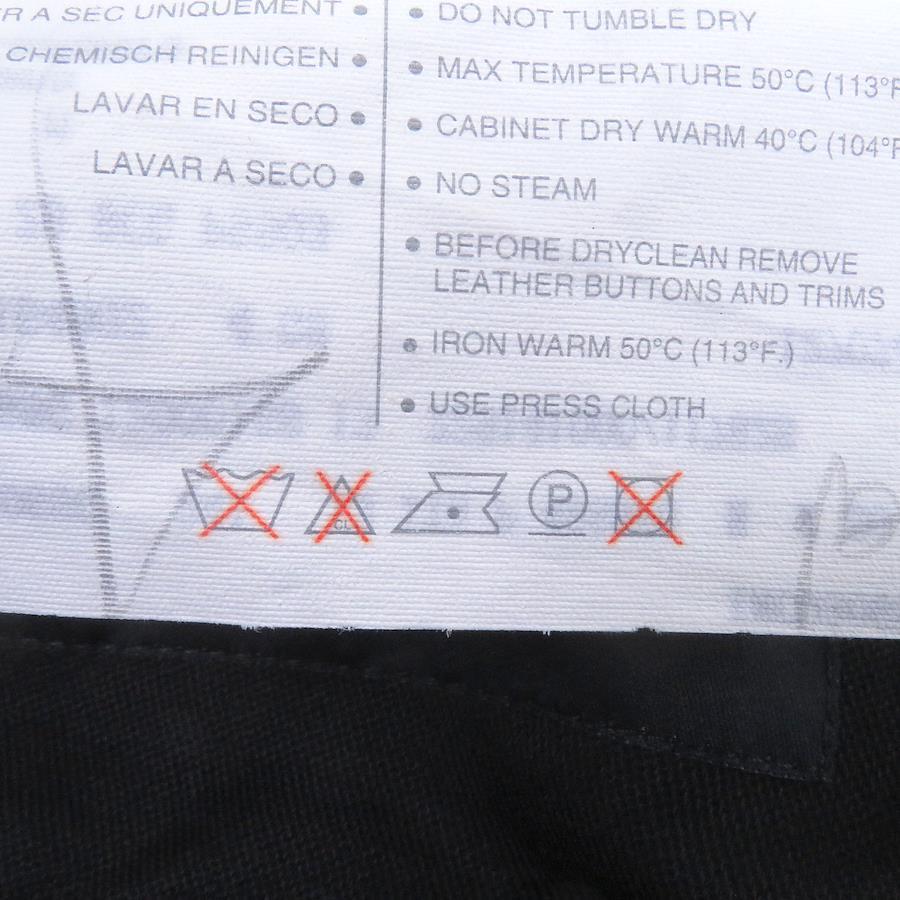 R A SEC UNIQUEMENT •
CHEMISCH REINIGEN •
LAVAR EN SECO •
LAVAR A SECO •
• DO NOT TUMBLE DRY
• MAX TEMPERATURE 50°C (113°F
• CABINET DRY WARM 40°C (104°F
• NO STEAM
• BEFORE DRYCLEAN REMOVE
LEATHER BUTTONS AND TRIMS
• IRON WARM 50°C (113°F.)
• USE PRESS CLOTH
CL
P